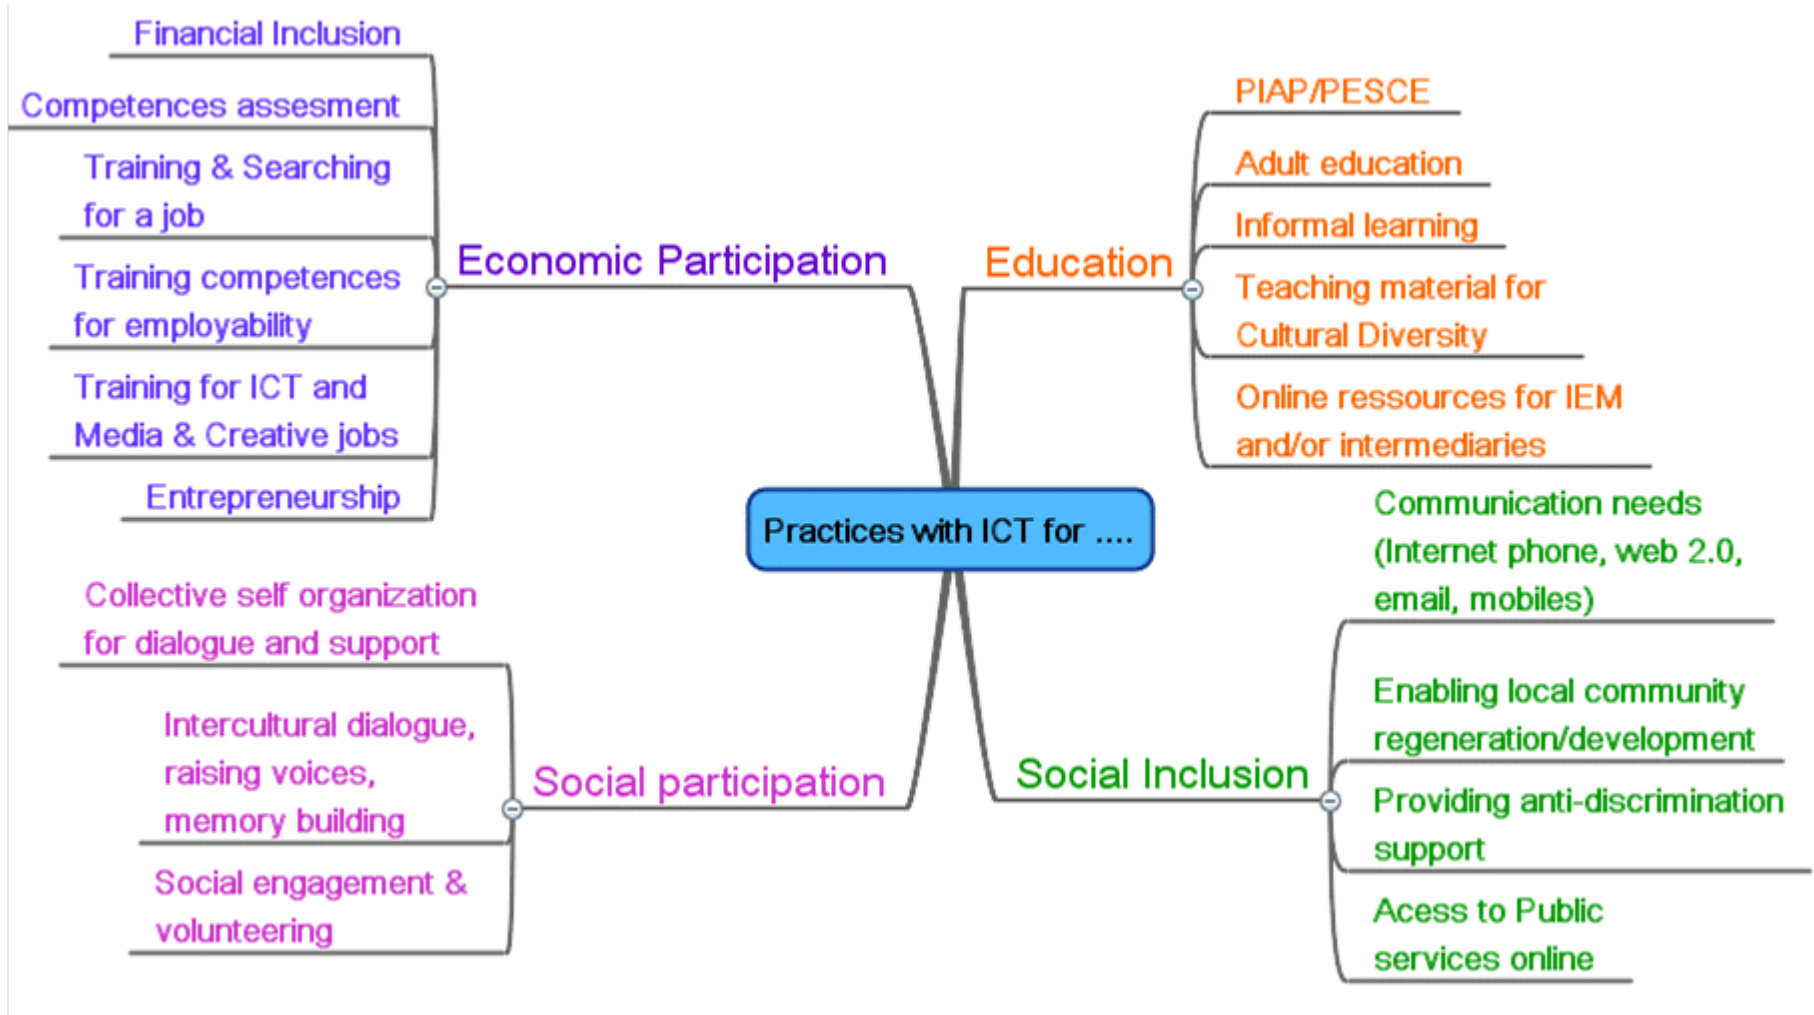 Financial Inclusion
Competences assesment
Training & Searching
for a job
Training competences
for employability
Training for ICT and
Media & Creative jobs
Entrepreneurship
Economic Participation
Education
PIAP/PESCE
Adult education
Informal learning
Teaching material for
Cultural Diversity
Online ressources for IEM
and/or intermediaries
Practices with ICT for ....
Collective self organization
for dialogue and support
Intercultural dialogue,
raising voices,
memory building
Social engagement &
volunteering
Social participation
Social Inclusion
Communication needs
(Internet phone, web 2.0,
email, mobiles)
Enabling local community
regeneration/development
Providing anti-discrimination
support
Acess to Public
services online